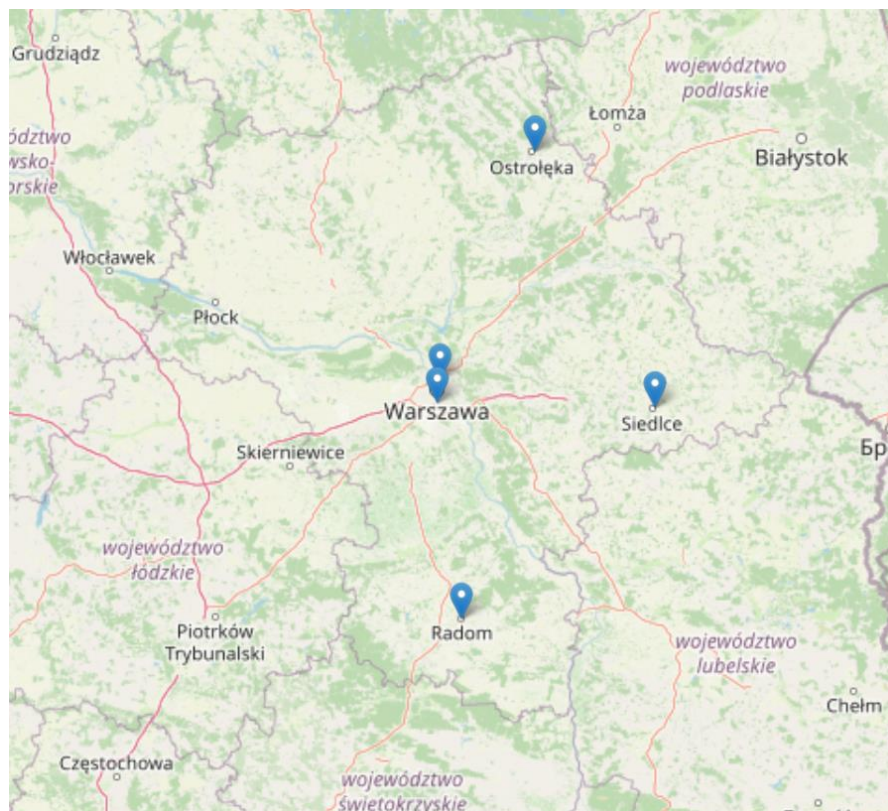 Grudziądz
województwo
podlaskie
Łomża
ództwo
wsko-
orskie
Białystok
Ostrołęka
Włocławek
Płock
Warszawa
Siedlce
Skierniewice
Бр
województwo
łódzkie
Piotrków
Trybunalski
Radom
województwo
lubelskie
Chełm
Częstochowa
województwo
świętokrzyskie